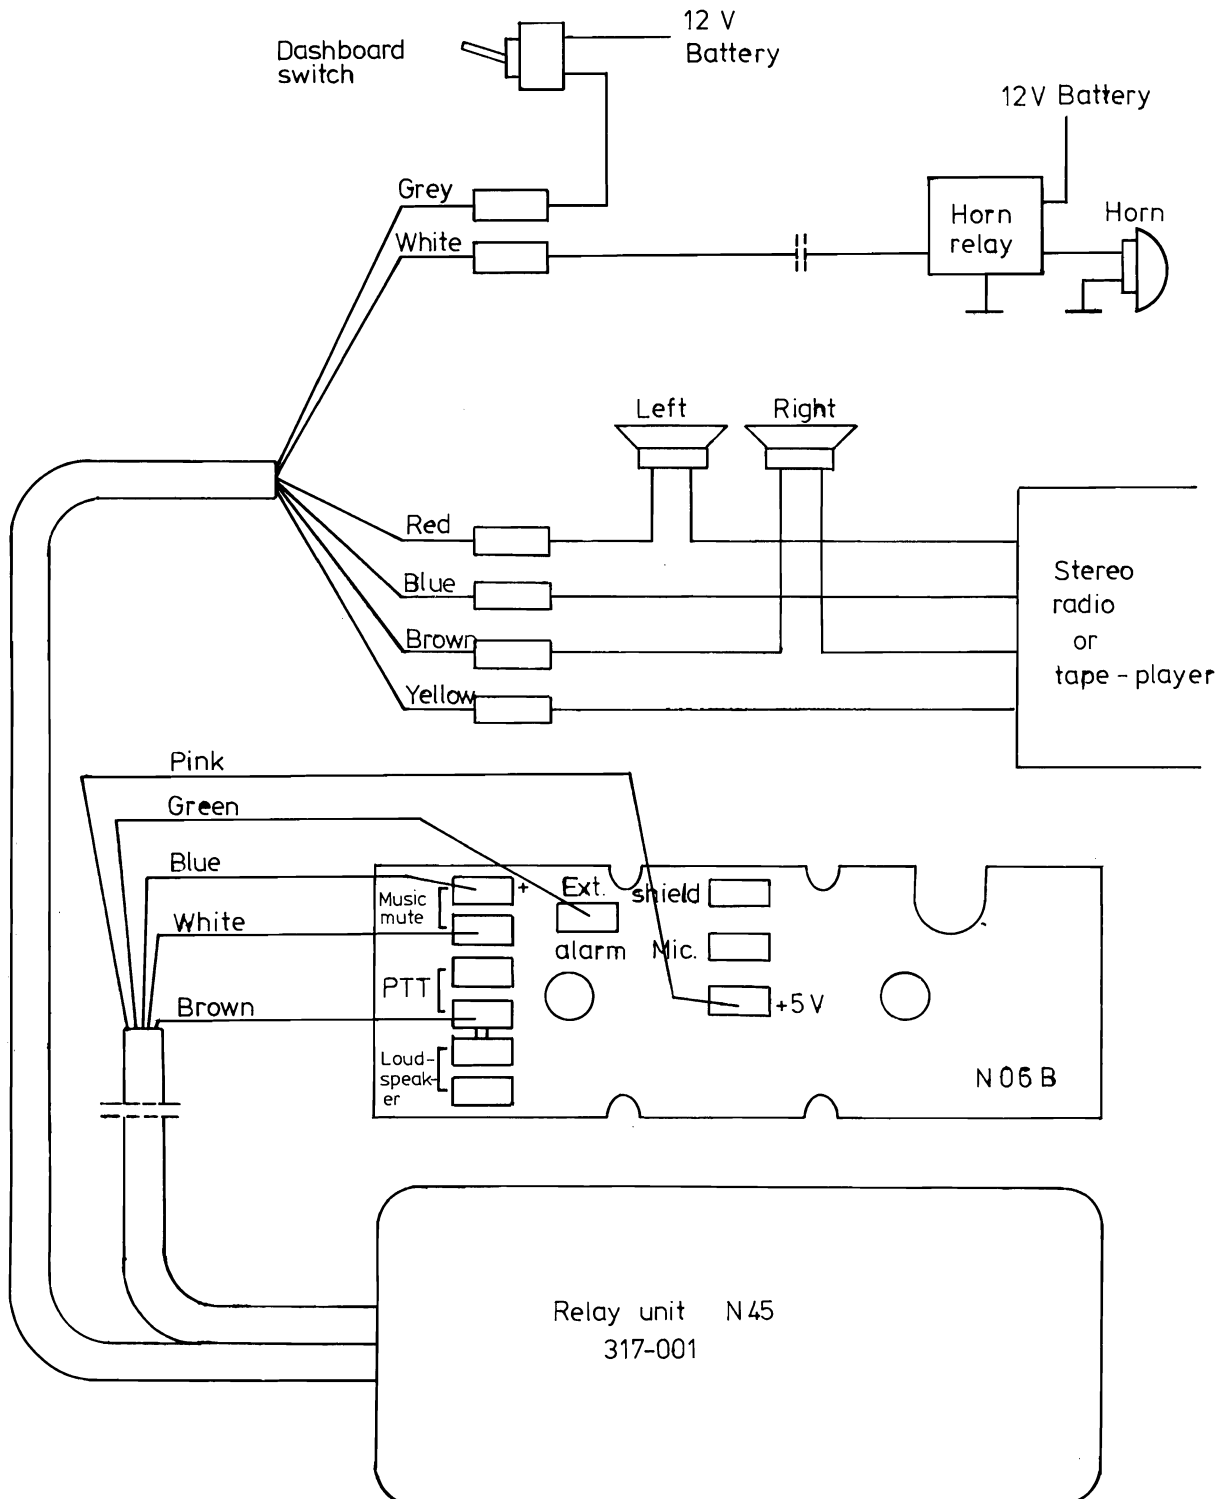 12 V
Battery
Dashboard
switch
12V Battery
Grey
White
Horn
relay
Horn
Left
Right
Red
Blue
Brown
Yellow
Stereo
radio
or
tape-player
Pink
Green
Blue
White
Brown
Music
mute
+
Ext.
alarm
shield
Mic.
+5V
PTT
Loud-
speak-
er
N06B
Relay unit N45
317-001